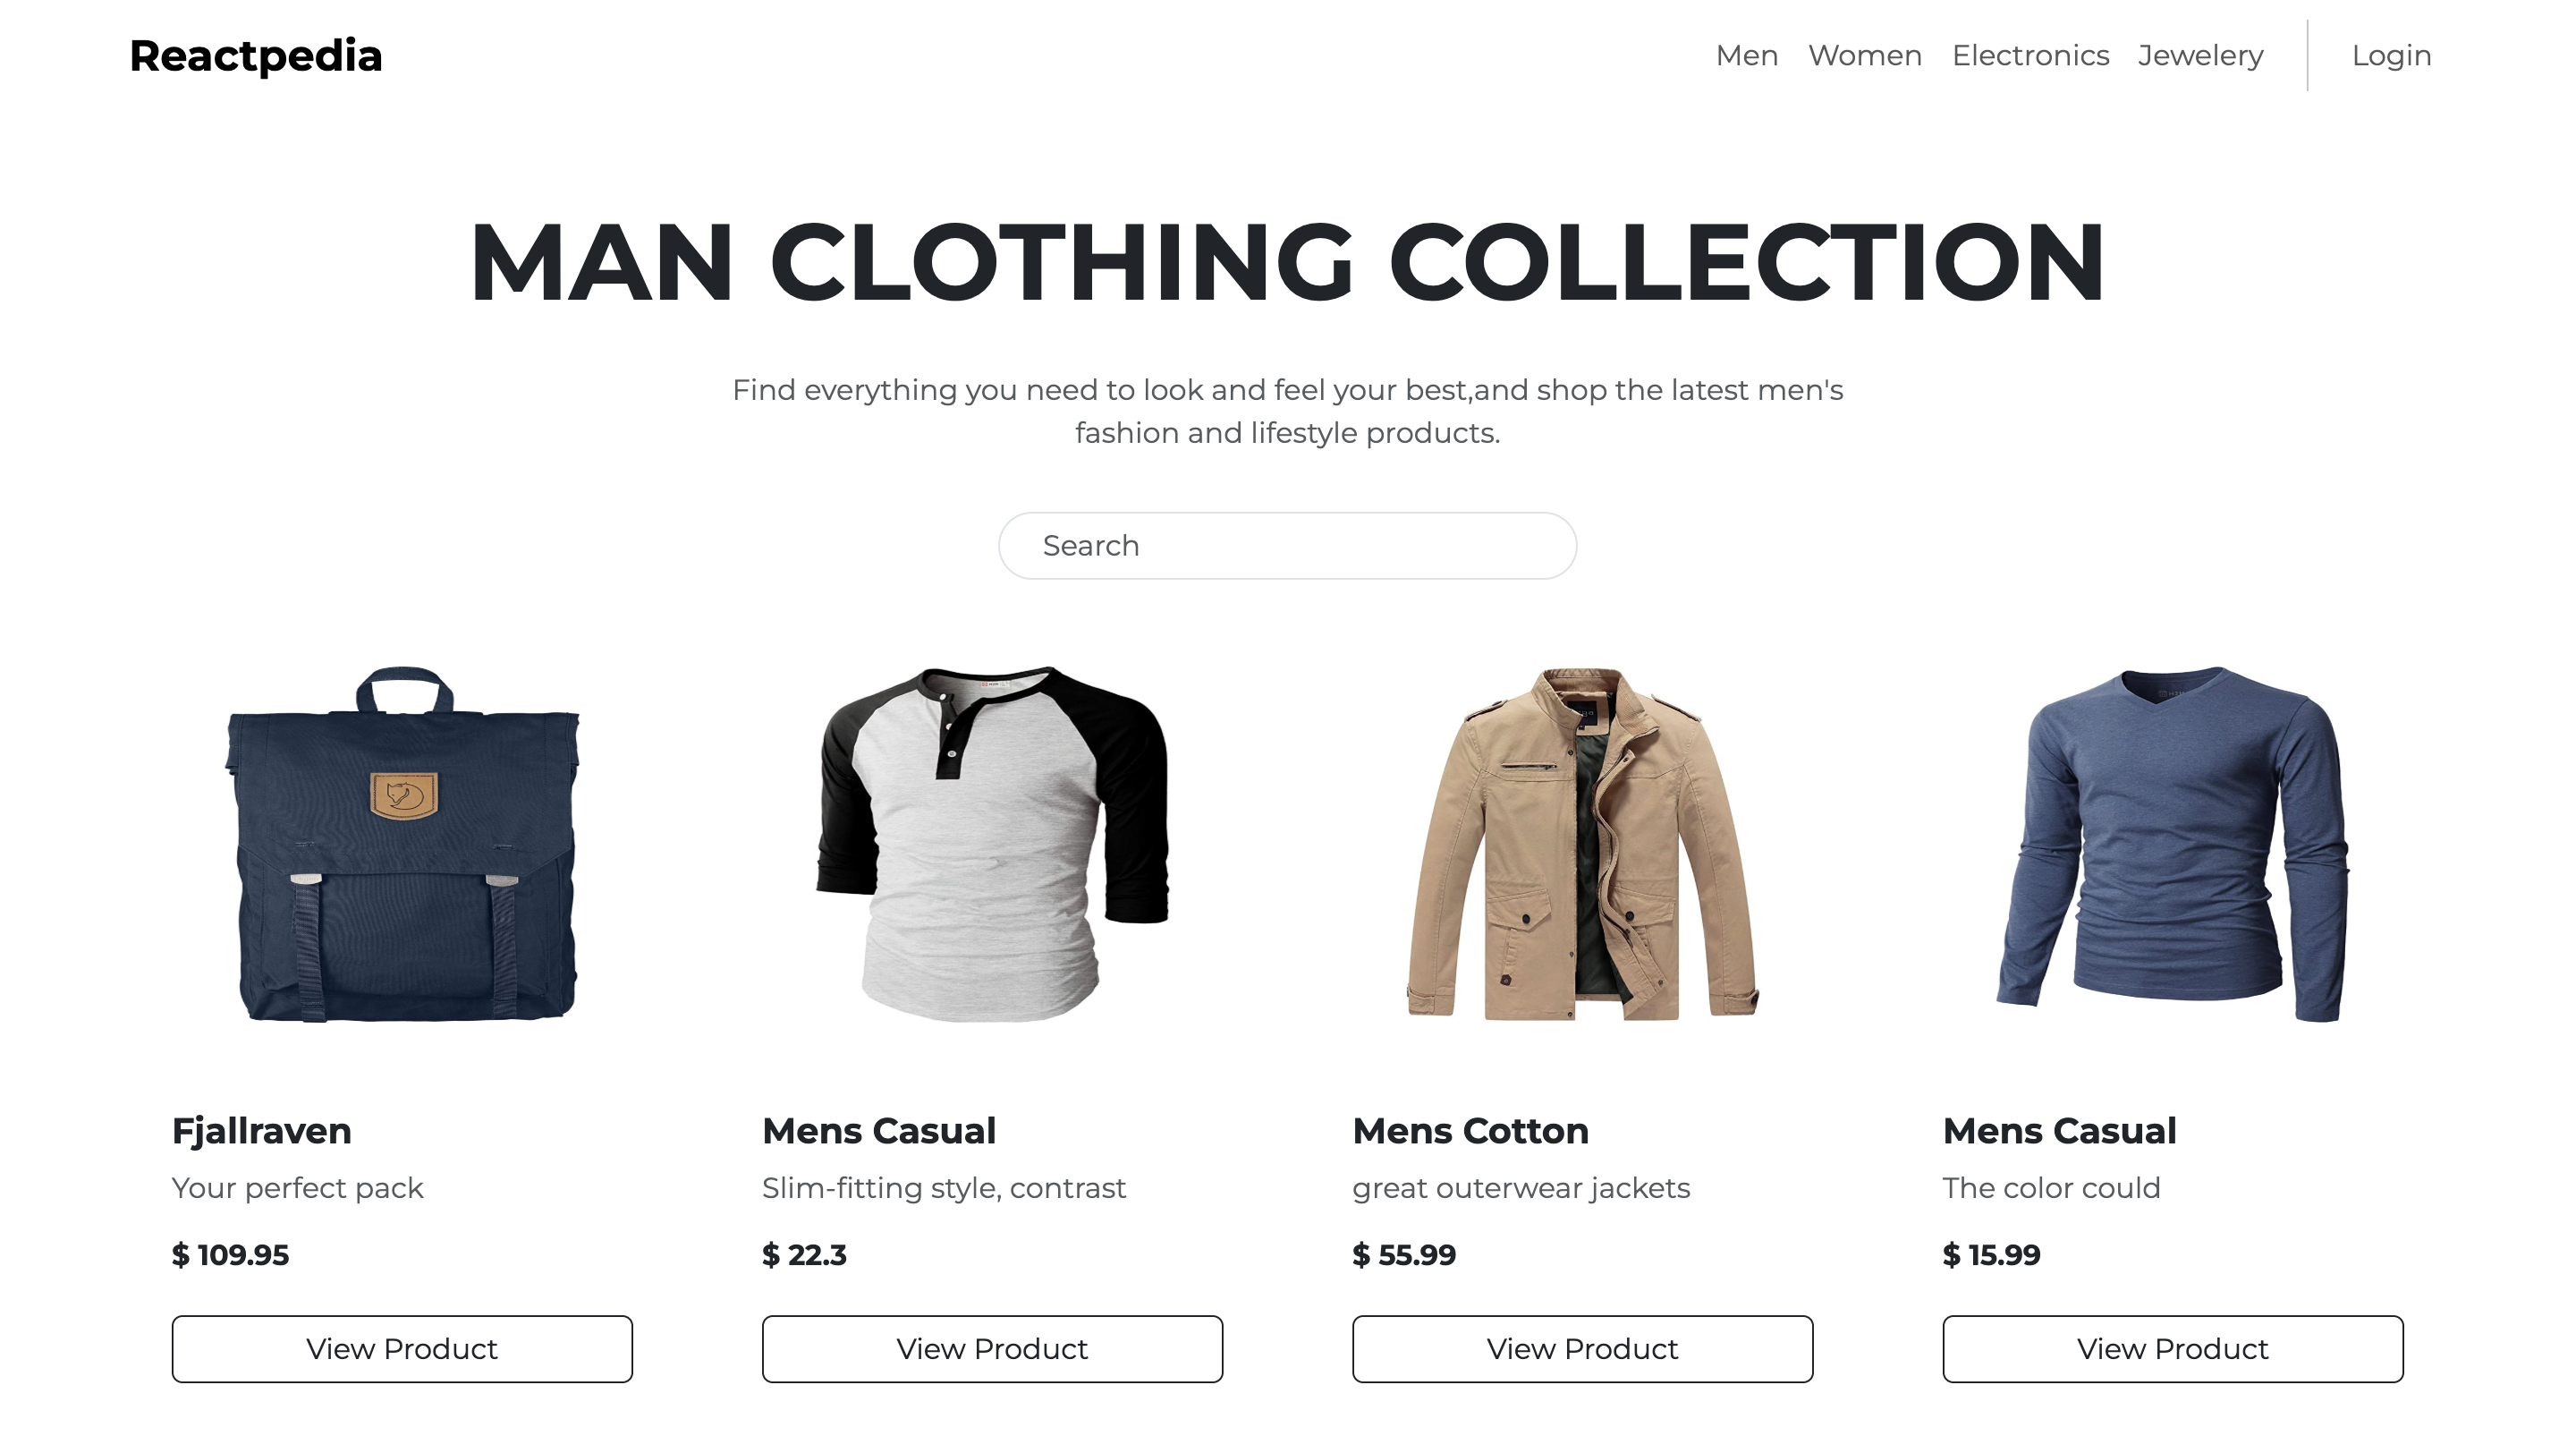 Reactpedia
Men Women Electronics Jewelery Login
MAN CLOTHING COLLECTION
Find everything you need to look and feel your best,and shop the latest men's
fashion and lifestyle products.
Search
Fjallraven
Your perfect pack
$ 109.95
View Product
Mens Casual
Slim-fitting style, contrast
$ 22.3
View Product
Mens Cotton
great outerwear jackets
$ 55.99
View Product
Mens Casual
The color could
$ 15.99
View Product